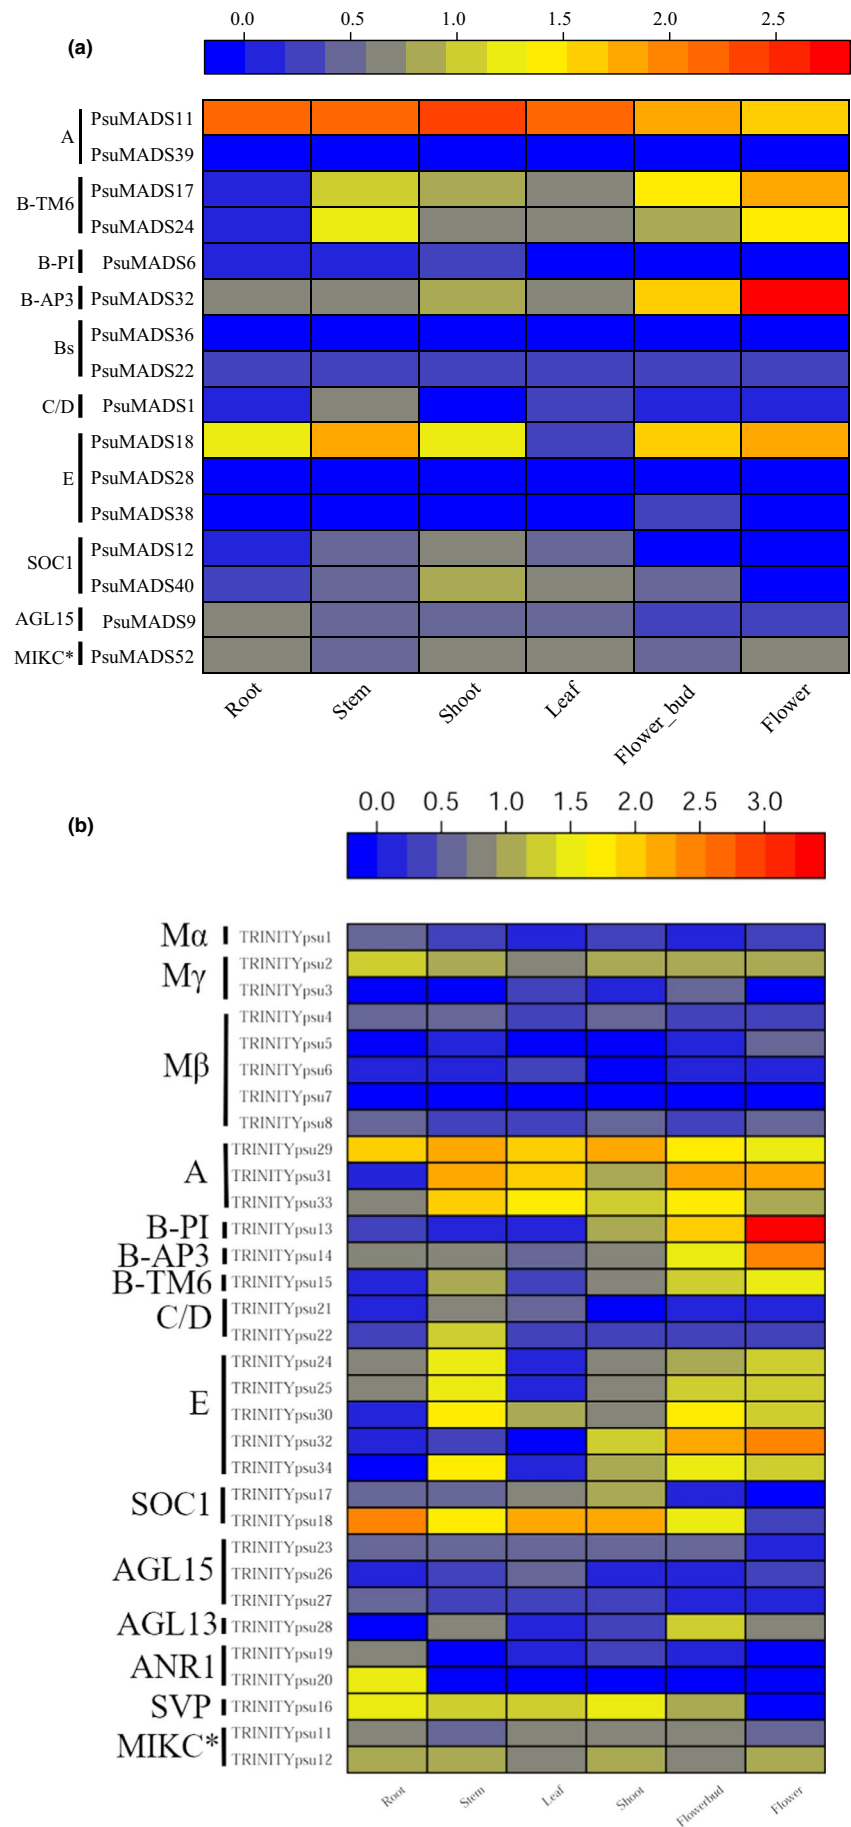 (a)
0.0 0.5 1.0 1.5 2.0 2.5
A
PsuMADS11
PsuMADS39
B-TM6
PsuMADS17
PsuMADS24
B-PI PsuMADS6
B-AP3 PsuMADS32
Bs
PsuMADS36
PsuMADS22
C/D PsuMADS1
E
PsuMADS18
PsuMADS28
PsuMADS38
SOC1
PsuMADS12
PsuMADS40
AGL15 PsuMADS9
MIKC* PsuMADS52
Root Stem Shoot Leaf Flower_bud Flower
(b)
0.0 0.5 1.0 1.5 2.0 2.5 3.0
Mα TRINITYpsu1
Mγ
TRINITYpsu2
TRINITYpsu3
Mβ
TRINITYpsu4
TRINITYpsu5
TRINITYpsu6
TRINITYpsu7
TRINITYpsu8
A
TRINITYpsu29
TRINITYpsu31
TRINITYpsu33
B-PI TRINITYpsu13
B-AP3 TRINITYpsu14
B-TM6 TRINITYpsu15
C/D
TRINITYpsu21
TRINITYpsu22
E
TRINITYpsu24
TRINITYpsu25
TRINITYpsu30
TRINITYpsu32
TRINITYpsu34
SOC1
TRINITYpsu17
TRINITYpsu18
AGL15
TRINITYpsu23
TRINITYpsu26
TRINITYpsu27
AGL13 TRINITYpsu28
ANR1
TRINITYpsu19
TRINITYpsu20
SVP TRINITYpsu16
MIKC*
TRINITYpsu11
TRINITYpsu12
Root Stem Leaf Shoot Flowerbud Flower